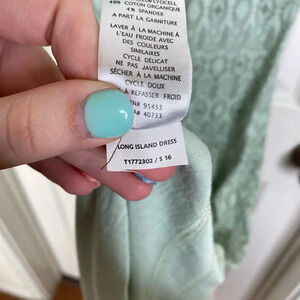 48% COTON ORGANIQUE
4% SPANDEX
À PART LA GARNITURE
LAVER À LA MACHINE À
L'EAU FROIDE AVEC
DES COULEURS
SIMILAIRES
CYCLE DÉLICAT
NE PAS JAVELLISER
SÉCHER À LA MACHINE
CYCLE DOUX
À REPASSER FROID
95433
40733
LONG ISLAND DRESS
T1772302 / S 16